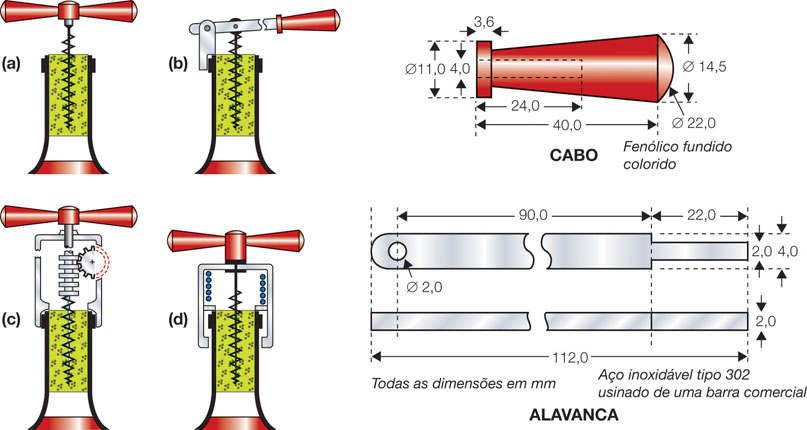 (a)
(b)
(c)
(d)
3,6
Ø11,0
4,0
Ø 14,5
24,0
40,0
Ø 22,0
CABO
Fenólico fundido
colorido
90,0
22,0
2,0
4,0
Ø 2,0
2,0
112,0
Todas as dimensões em mm
Aço inoxidável tipo 302
usinado de uma barra comercial
ALAVANCA